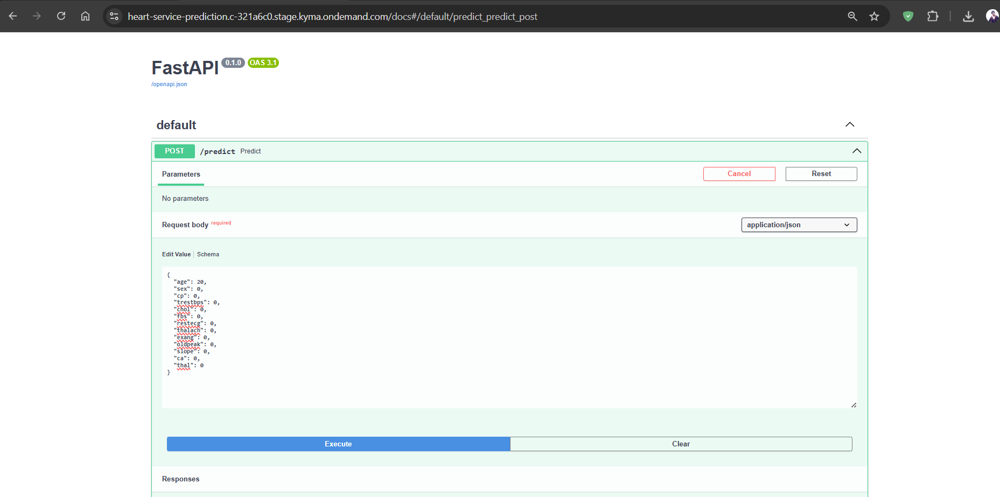 heart-service-prediction.c-321a6c0.stage.kyma.ondemand.com/docs#/default/predict_predict_post
FastAPI 0.1.0 OAS 3.1
/openapi.json
default
POST /predict Predict
Parameters Cancel Reset
No parameters
Request body required application/json
Edit Value Schema
{
"age": 20,
"sex": 0,
"cp": 0,
"trestbps": 0,
"chol": 0,
"fbs": 0,
"restecg": 0,
"thalach": 0,
"exang": 0,
"oldpeak": 0,
"slope": 0,
"ca": 0,
"thal": 0
}
Execute Clear
Responses